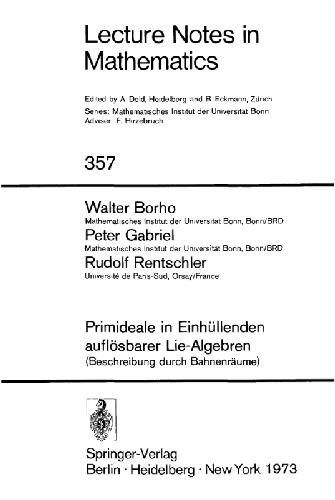 Lecture Notes in
Mathematics
Edited by A. Dold, Heidelberg and B. Eckmann, Zürich
Series: Mathematisches Institut der Universität Bonn
Adviser: F. Hirzebruch
357
Walter Borho
Mathematisches Institut der Universität Bonn, Bonn/BRD
Peter Gabriel
Mathematisches Institut der Universität Bonn, Bonn/BRD
Rudolf Rentschler
Université de Paris-Sud, Orsay/France
Primideale in Einhüllenden
auflösbarer Lie-Algebren
(Beschreibung durch Bahnenräume)
Springer-Verlag
Berlin · Heidelberg · New York 1973